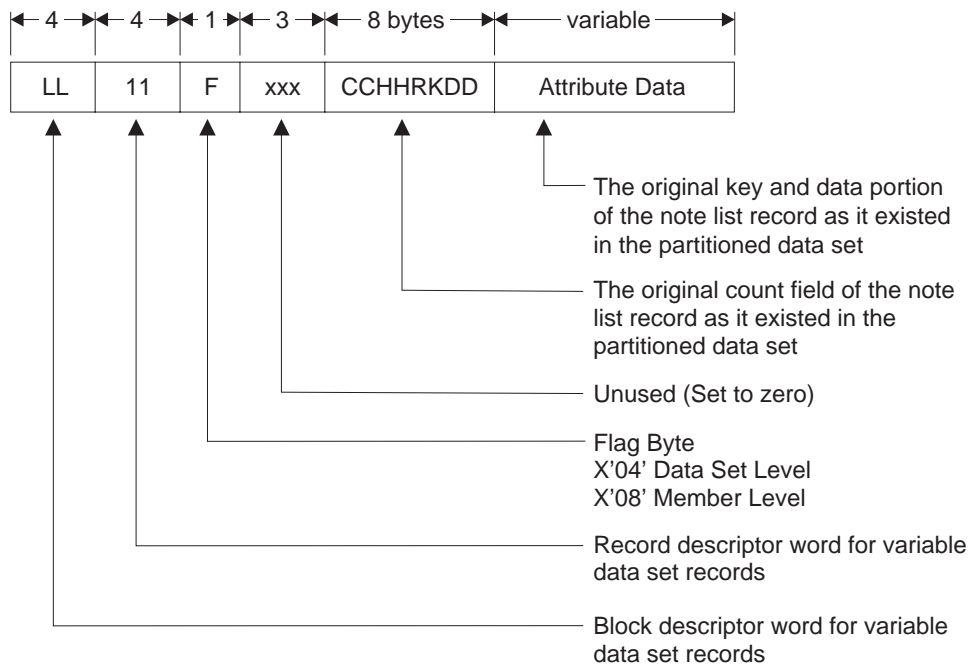 4 4 1 3 8 bytes variable
LL 11 F xxx CCHHRKDD Attribute Data
The original key and data portion
of the note list record as it existed
in the partitioned data set
The original count field of the note
list record as it existed in the
partitioned data set
Unused (Set to zero)
Flag Byte
X'04' Data Set Level
X'08' Member Level
Record descriptor word for variable
data set records
Block descriptor word for variable
data set records